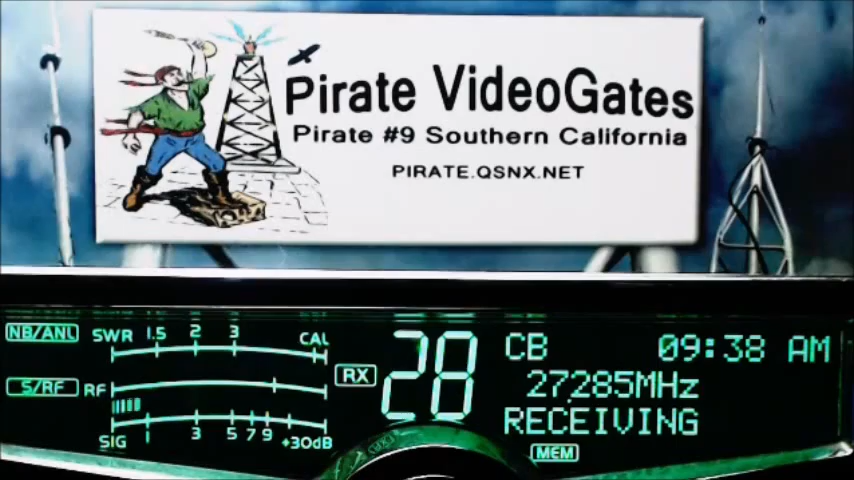 Pirate VideoGates
Pirate #9 Southern California
PIRATE.QSNX.NET
NB/ANL
SWR 1.5 2 3 CAL
S/RF
RF
SIG 1 3 5 7 9 +30dB
RX
28
CB 09:38 AM
27285MHz
RECEIVING
MEM